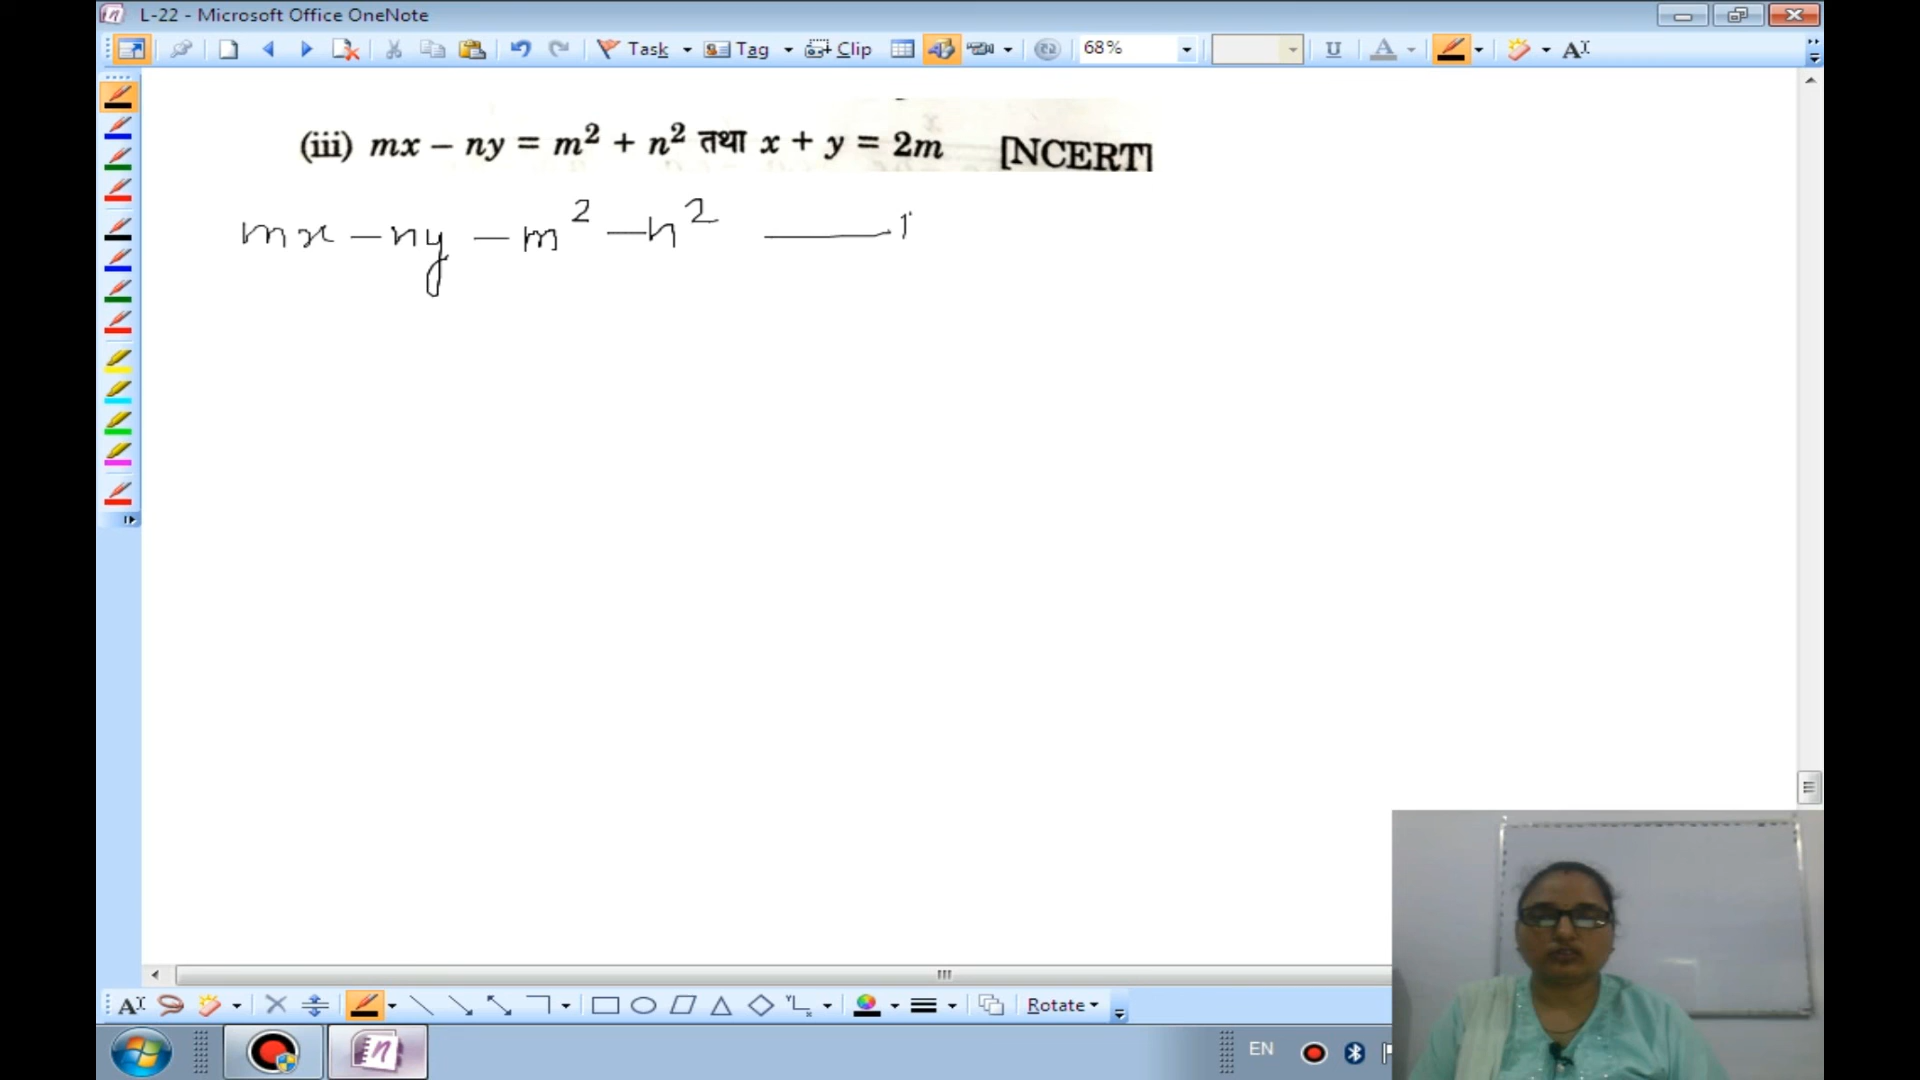 L-22 - Microsoft Office OneNote
Task Tag Clip 68% U A
(iii) mx – ny = m² + n² तथा x + y = 2m [NCERT]
mx – ny – m² – n² —— 1
Rotate
EN